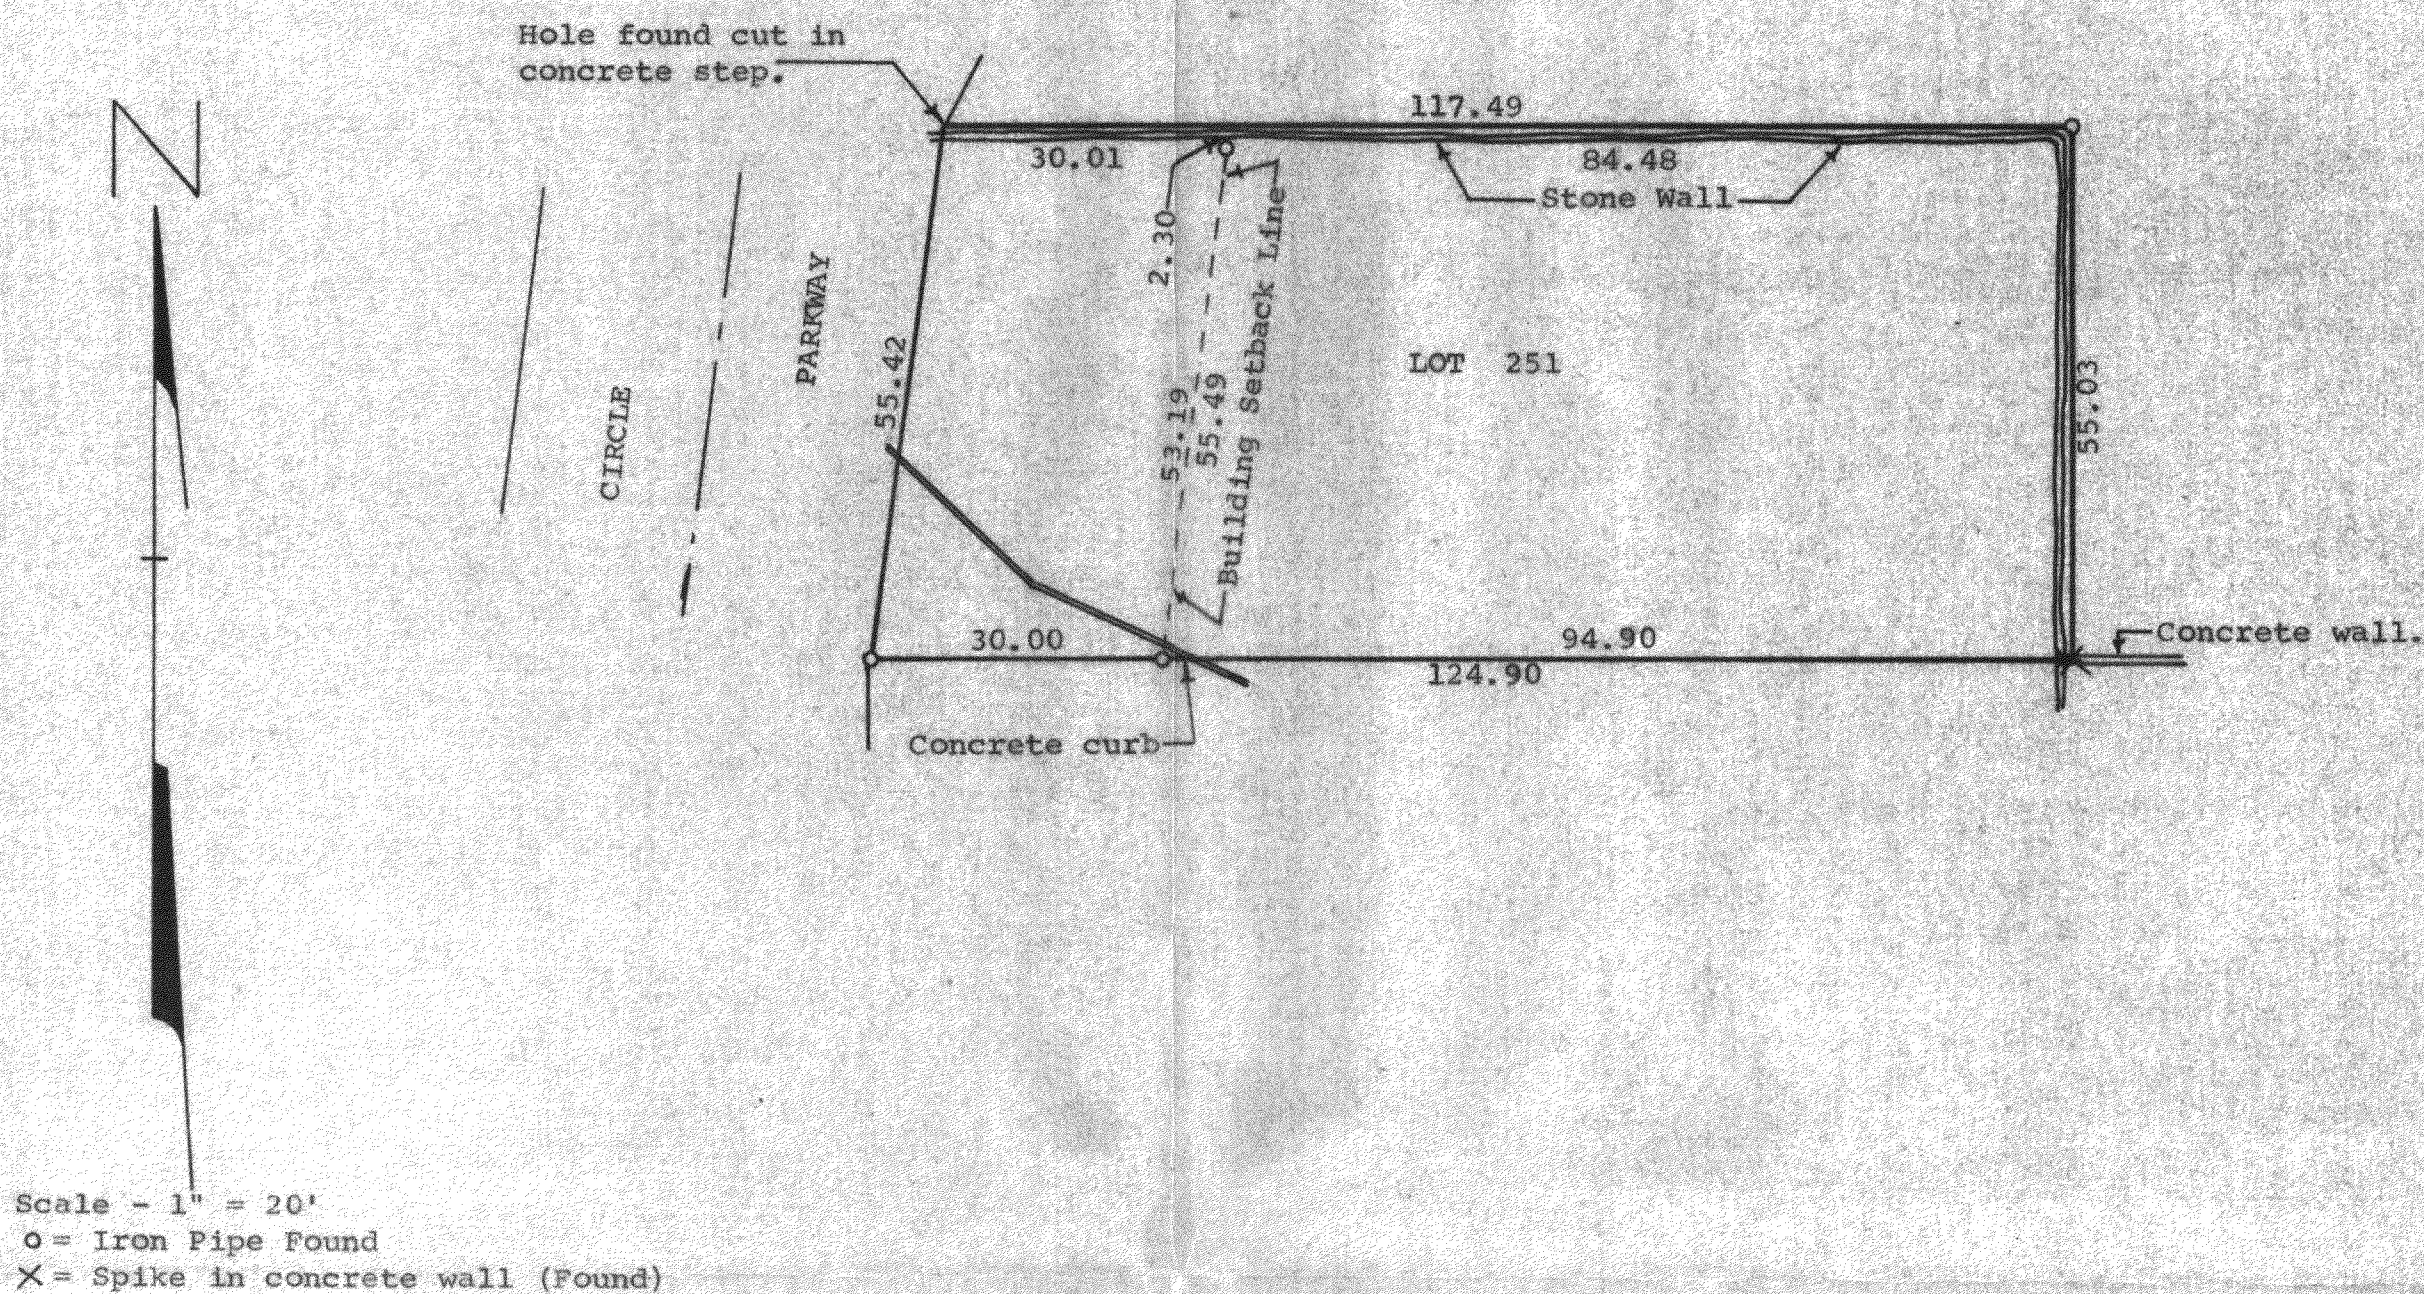 Hole found cut in
concrete step.
N
117.49
30.01
84.48
Stone Wall
2.30
Building Setback Line
PARKWAY
CIRCLE
55.42
53.19
55.49
LOT 251
55.03
Concrete wall.
30.00
94.90
124.90
Concrete curb
Scale - 1" = 20'
o = Iron Pipe Found
X = Spike in concrete wall (Found)